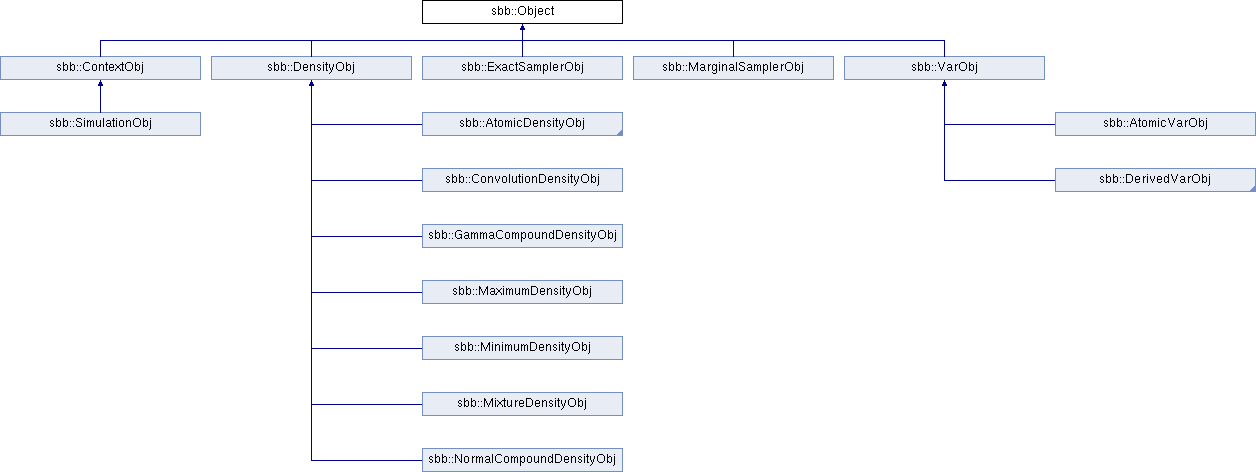 sbb::Object
sbb::ContextObj
sbb::DensityObj
sbb::ExactSamplerObj
sbb::MarginalSamplerObj
sbb::VarObj
sbb::SimulationObj
sbb::AtomicDensityObj
sbb::AtomicVarObj
sbb::ConvolutionDensityObj
sbb::DerivedVarObj
sbb::GammaCompoundDensityObj
sbb::MaximumDensityObj
sbb::MinimumDensityObj
sbb::MixtureDensityObj
sbb::NormalCompoundDensityObj